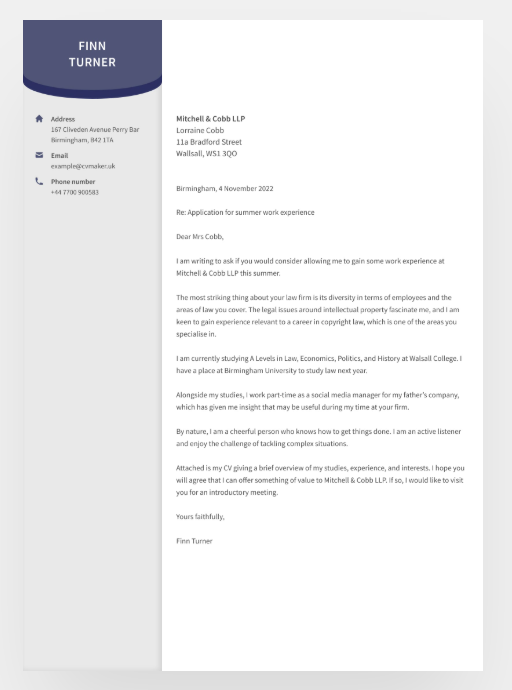 FINN
TURNER
Address
167 Cliveden Avenue Perry Bar
Birmingham, B42 1TA
Email
example@cvmaker.uk
Phone number
+44 7700 900583
Mitchell & Cobb LLP
Lorraine Cobb
11a Bradford Street
Wallsall, WS1 3QO
Birmingham, 4 November 2022
Re: Application for summer work experience
Dear Mrs Cobb,
I am writing to ask if you would consider allowing me to gain some work experience at
Mitchell & Cobb LLP this summer.
The most striking thing about your law firm is its diversity in terms of employees and the
areas of law you cover. The legal issues around intellectual property fascinate me, and I am
keen to gain experience relevant to a career in copyright law, which is one of the areas you
specialise in.
I am currently studying A Levels in Law, Economics, Politics, and History at Walsall College. I
have a place at Birmingham University to study law next year.
Alongside my studies, I work part-time as a social media manager for my father's company,
which has given me insight that may be useful during my time at your firm.
By nature, I am a cheerful person who knows how to get things done. I am an active listener
and enjoy the challenge of tackling complex situations.
Attached is my CV giving a brief overview of my studies, experience, and interests. I hope you
will agree that I can offer something of value to Mitchell & Cobb LLP. If so, I would like to visit
you for an introductory meeting.
Yours faithfully,
Finn Turner